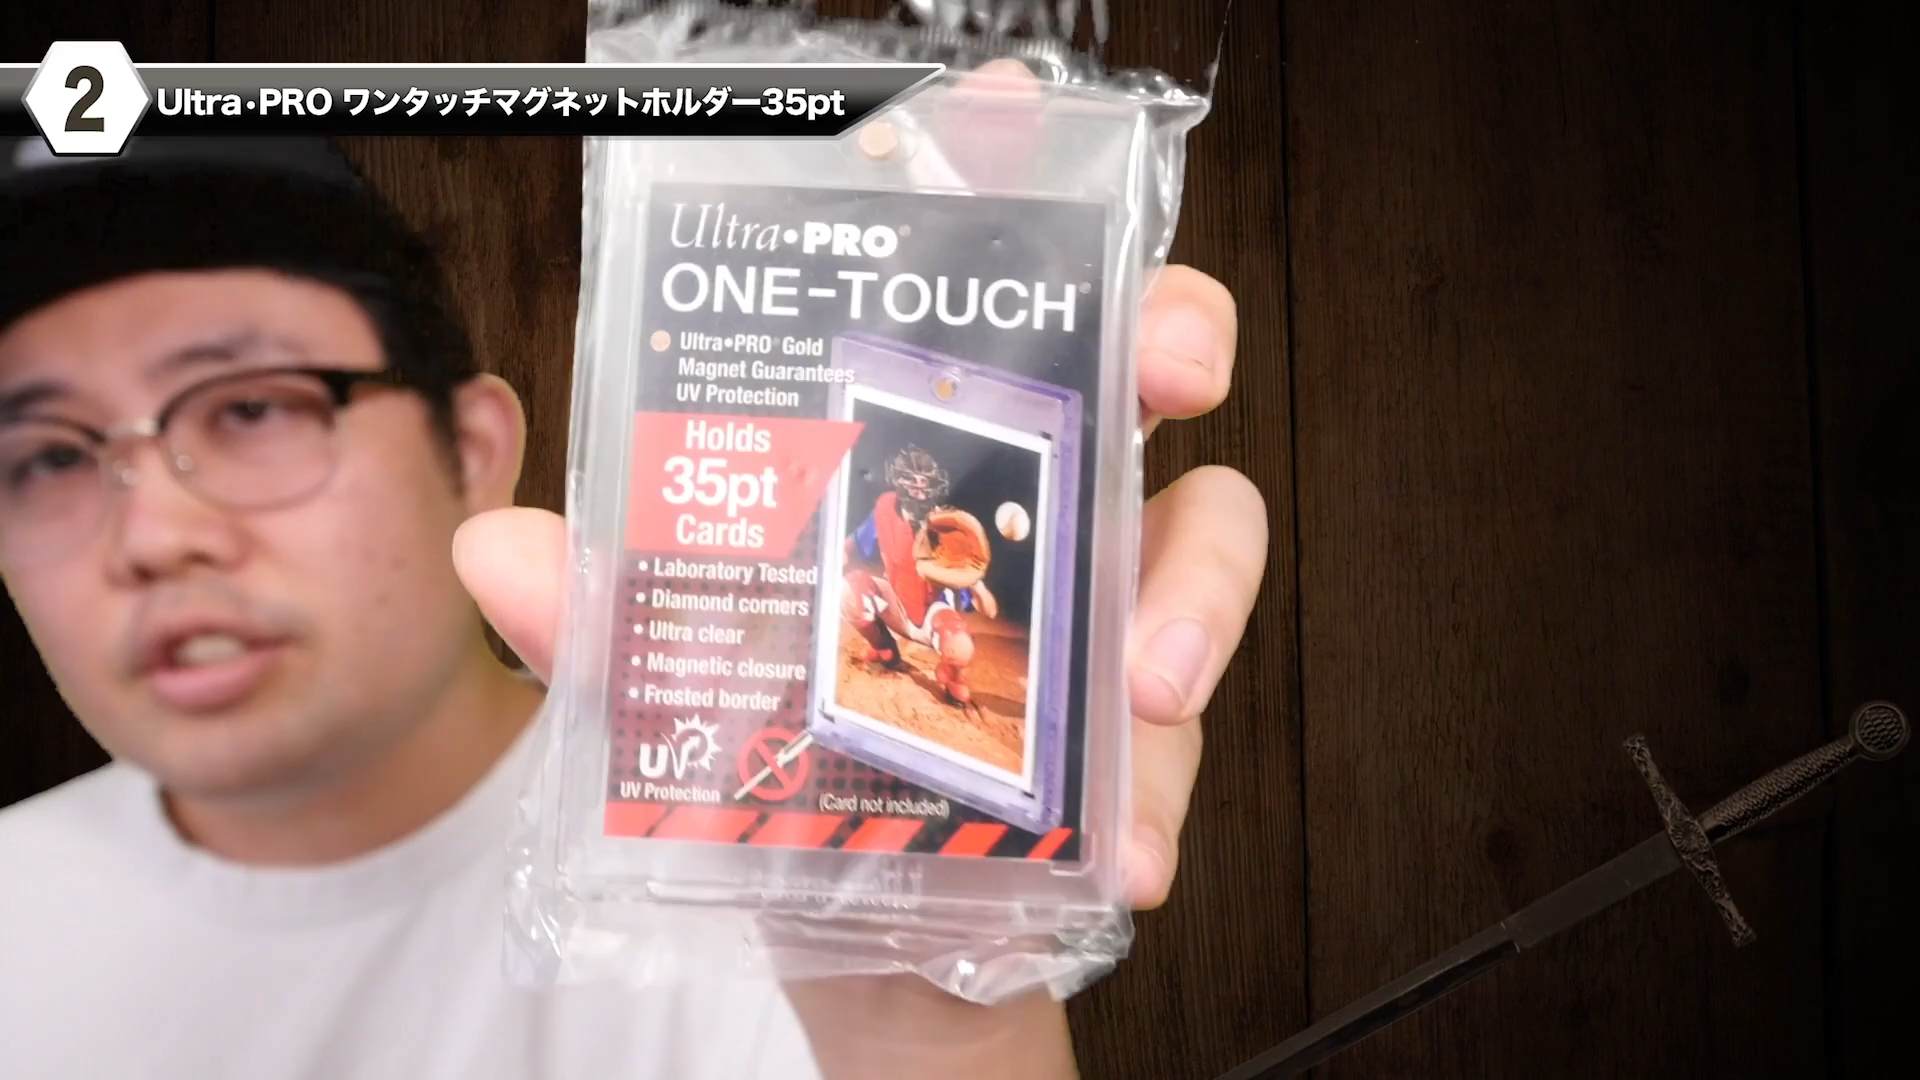 2
Ultra・PRO ワンタッチマグネットホルダー35pt
Ultra•PRO®
ONE-TOUCH®
Ultra•PRO® Gold
Magnet Guarantees
UV Protection
Holds
35pt
Cards
• Laboratory Tested
• Diamond corners
• Ultra clear
• Magnetic closure
• Frosted border
UV
UV Protection
(Card not included)